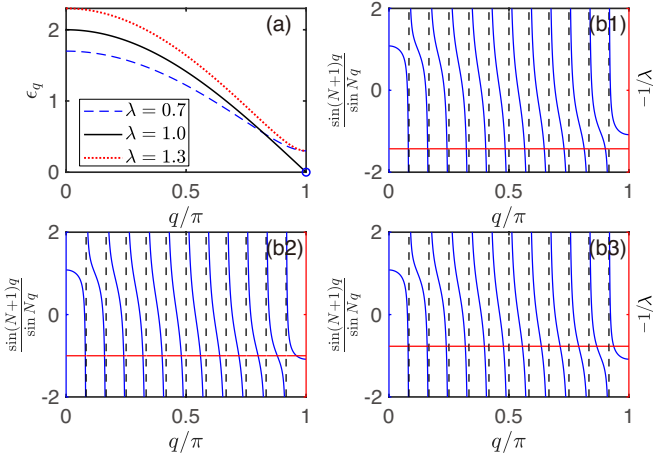 (a)
2
1
0
ϵ_q
λ = 0.7
λ = 1.0
λ = 1.3
0 0.5 1
q/π
(b1)
2
0
-2
sin(N+1)q
sin Nq
-1/λ
0 0.5 1
q/π
(b2)
2
0
-2
sin(N+1)q
sin Nq
0 0.5 1
q/π
(b3)
2
0
-2
sin(N+1)q
sin Nq
-1/λ
0 0.5 1
q/π